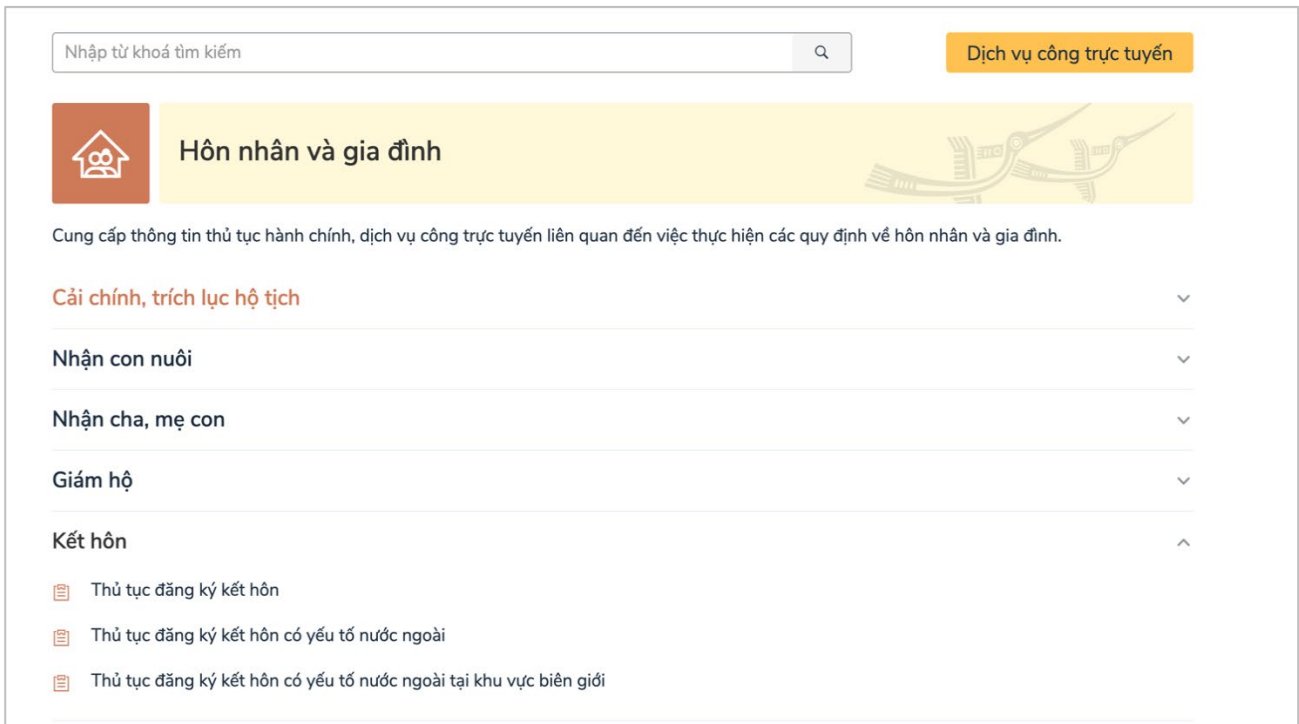 Nhập từ khoá tìm kiếm
Dịch vụ công trực tuyến
Hôn nhân và gia đình
Cung cấp thông tin thủ tục hành chính, dịch vụ công trực tuyến liên quan đến việc thực hiện các quy định về hôn nhân và gia đình.
Cải chính, trích lục hộ tịch
Nhận con nuôi
Nhận cha, mẹ con
Giám hộ
Kết hôn
Thủ tục đăng ký kết hôn
Thủ tục đăng ký kết hôn có yếu tố nước ngoài
Thủ tục đăng ký kết hôn có yếu tố nước ngoài tại khu vực biên giới